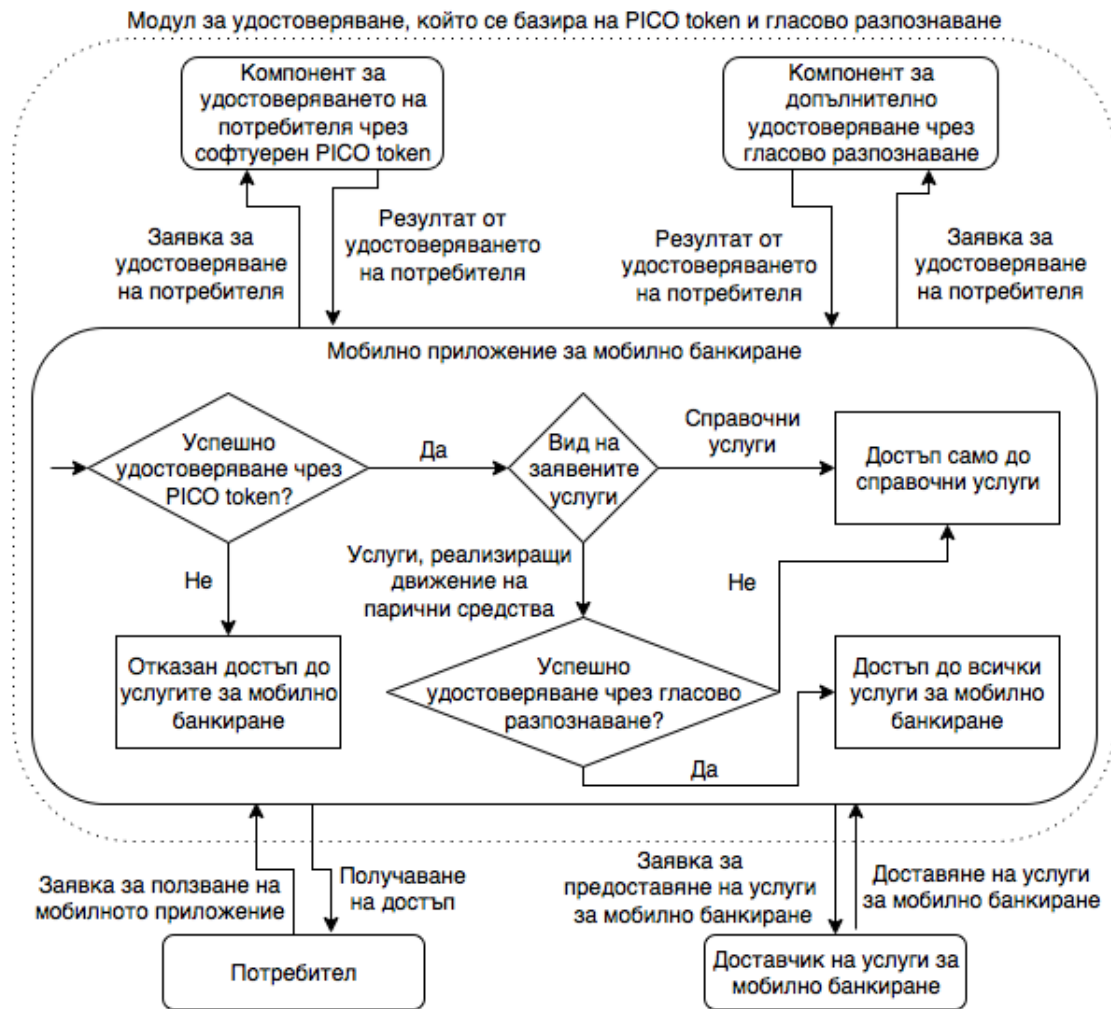 Модул за удостоверяване, който се базира на PICO token и гласово разпознаване
Компонент за
удостоверяването на
потребителя чрез
софтуерен PICO token
Компонент за
допълнително
удостоверяване чрез
гласово разпознаване
Заявка за
удостоверяване
на потребителя
Резултат от
удостоверяването
на потребителя
Резултат от
удостоверяването
на потребителя
Заявка за
удостоверяване
на потребителя
Мобилно приложение за мобилно банкиране
Успешно
удостоверяване чрез
PICO token?
Да
Вид на
заявените
услуги
Справочни
услуги
Достъп само до
справочни услуги
Не
Услуги, реализиращи
движение на
парични средства
Не
Отказан достъп до
услугите за мобилно
банкиране
Успешно
удостоверяване чрез гласово
разпознаване?
Да
Достъп до всички
услуги за мобилно
банкиране
Заявка за ползване на
мобилното приложение
Получаване
на достъп
Заявка за
предоставяне на услуги
за мобилно банкиране
Доставяне на услуги
за мобилно банкиране
Потребител
Доставчик на услуги за
мобилно банкиране